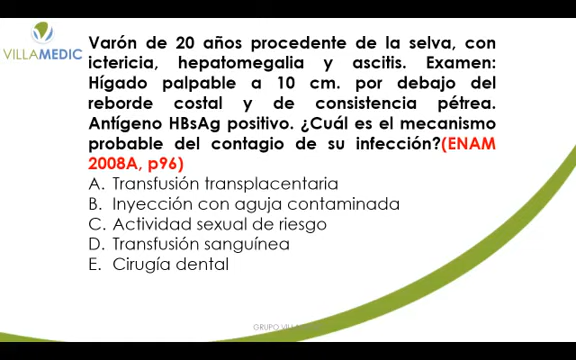 VILLAMEDIC
Varón de 20 años procedente de la selva, con
ictericia, hepatomegalia y ascitis. Examen:
Hígado palpable a 10 cm. por debajo del
reborde costal y de consistencia pétrea.
Antígeno HBsAg positivo. ¿Cuál es el mecanismo
probable del contagio de su infección?(ENAM
2008A, p96)
A. Transfusión transplacentaria
B. Inyección con aguja contaminada
C. Actividad sexual de riesgo
D. Transfusión sanguínea
E. Cirugía dental
GRUPO VILLA